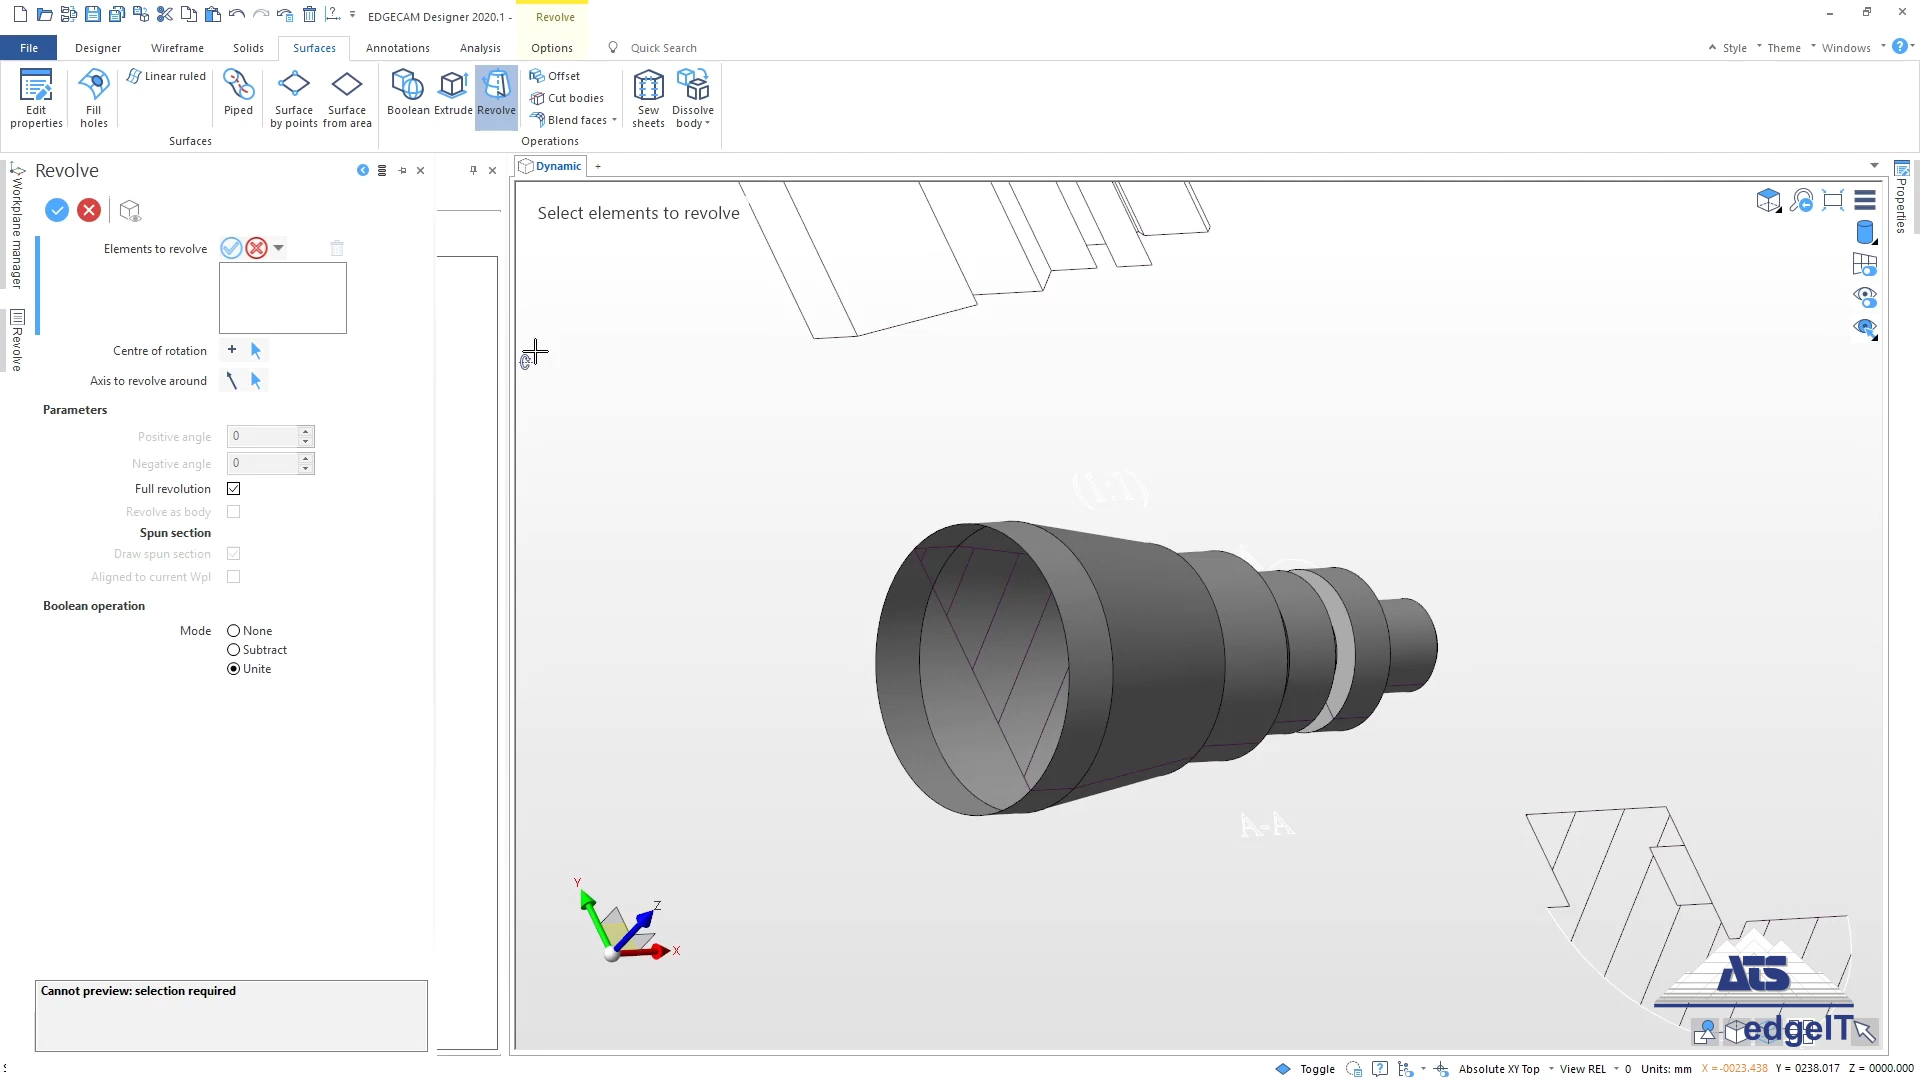 EDGECAM Designer 2020.1 -
Revolve
File
Designer
Wireframe
Solids
Surfaces
Annotations
Analysis
Options
Quick Search
Style
Theme
Windows
?
Edit properties
Fill holes
Linear ruled
Piped
Surface by points
Surface from area
Surfaces
Boolean
Extrude
Revolve
Offset
Cut bodies
Blend faces
Sew sheets
Dissolve body
Operations
Workplane manager
Revolve
Revolve
Elements to revolve
Centre of rotation
Axis to revolve around
Parameters
Positive angle 0
Negative angle 0
Full revolution
Revolve as body
Spun section
Draw spun section
Aligned to current Wpl
Boolean operation
Mode
None
Subtract
Unite
Cannot preview: selection required
Dynamic
+
Select elements to revolve
Properties
(1:1)
A-A
Y
Z
X
ATS
edgeIT
Toggle
Absolute XY Top
View REL
0
Units: mm
X =-0023.438
Y = 0238.017
Z = 0000.000